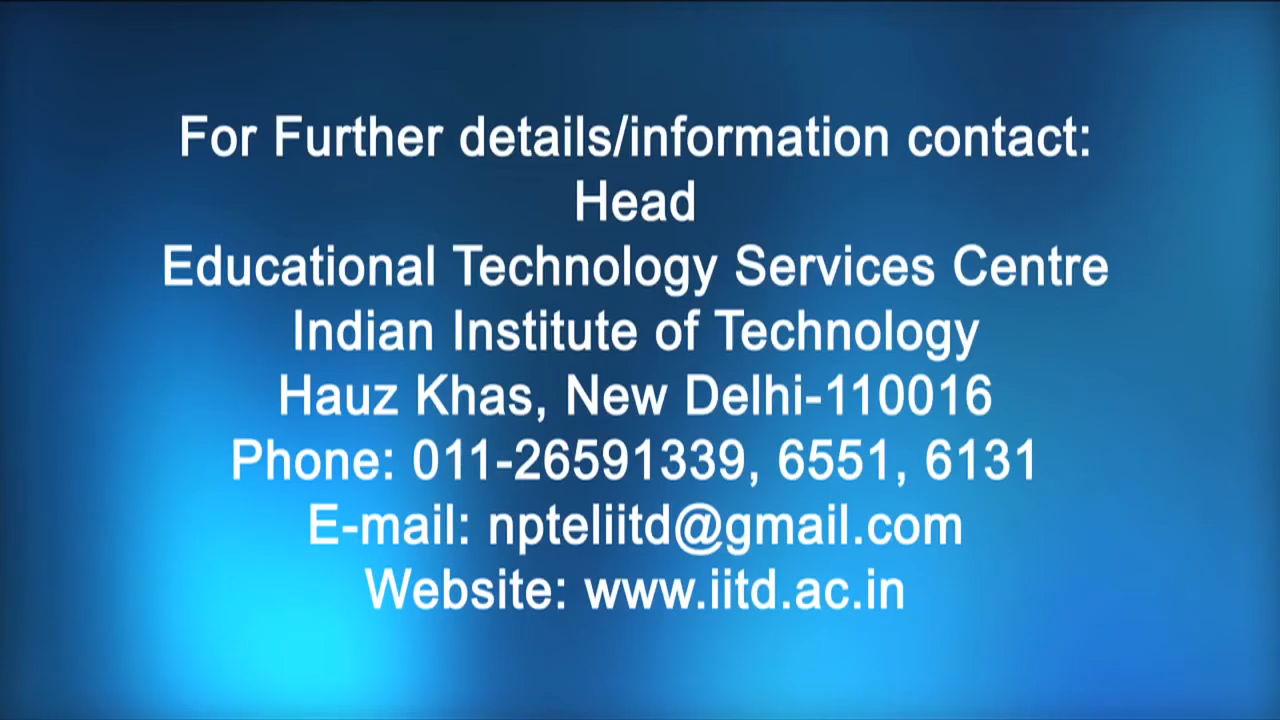 For Further details/information contact:
Head
Educational Technology Services Centre
Indian Institute of Technology
Hauz Khas, New Delhi-110016
Phone: 011-26591339, 6551, 6131
E-mail: npteliitd@gmail.com
Website: www.iitd.ac.in